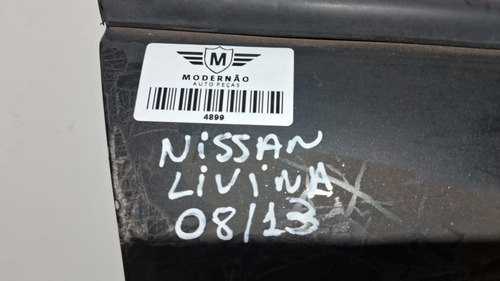 M
MODERNÃO
AUTO PEÇAS
4899
NiSSAN
LiViNA
08/13